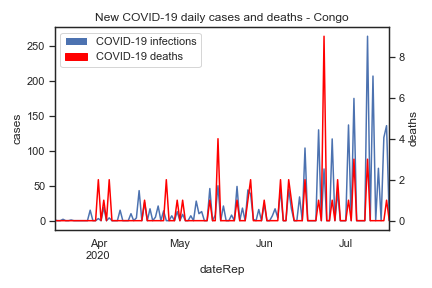 New COVID-19 daily cases and deaths - Congo
COVID-19 infections
COVID-19 deaths
cases
250
200
150
100
50
0
deaths
8
6
4
2
0
Apr
2020
May
Jun
Jul
dateRep